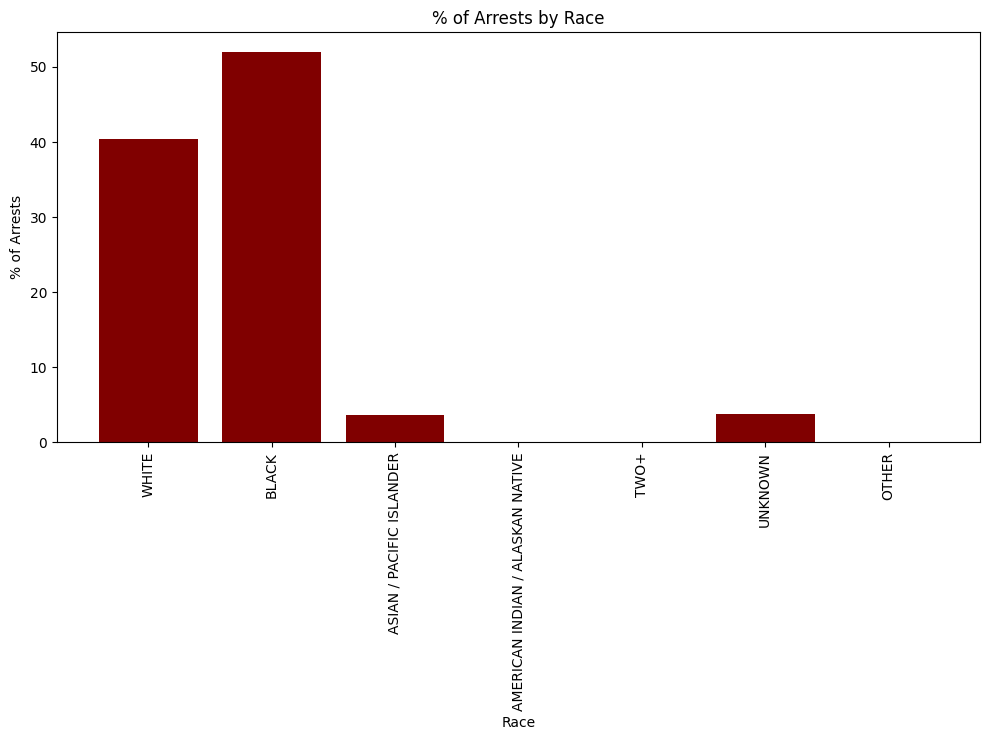 % of Arrests by Race
% of Arrests
50
40
30
20
10
0
WHITE
BLACK
ASIAN / PACIFIC ISLANDER
AMERICAN INDIAN / ALASKAN NATIVE
TWO+
UNKNOWN
OTHER
Race